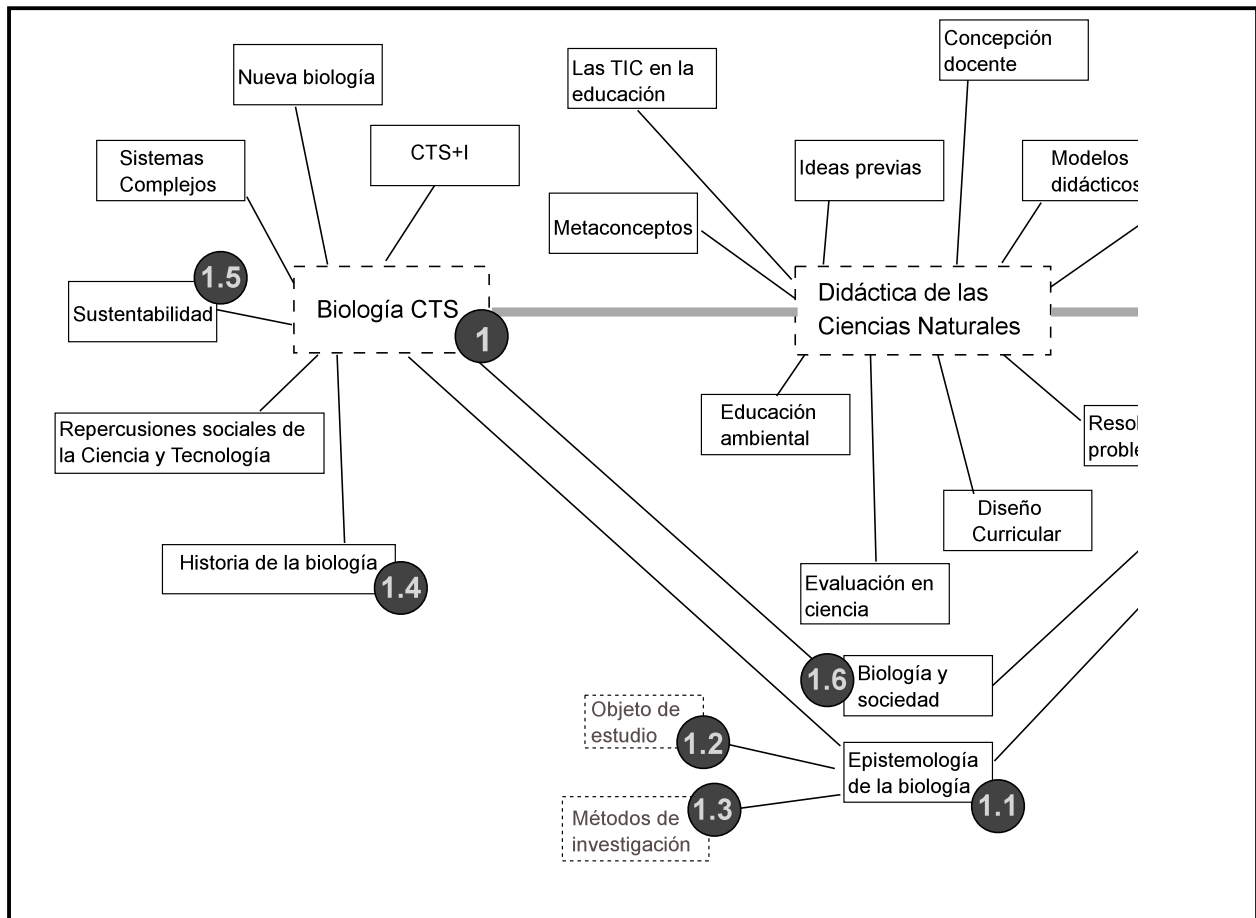 Concepción
docente
Nueva biología
Las TIC en la
educación
Sistemas
Complejos
CTS+I
Ideas previas
Modelos
didácticos
Metaconceptos
1.5
Sustentabilidad
Biología CTS
1
Didáctica de las
Ciencias Naturales
Repercusiones sociales de
la Ciencia y Tecnología
Educación
ambiental
Historia de la biología
1.4
Diseño
Curricular
Evaluación en
ciencia
1.6
Biología y
sociedad
Objeto de
estudio
1.2
Epistemología
de la biología
1.1
1.3
Métodos de
investigación